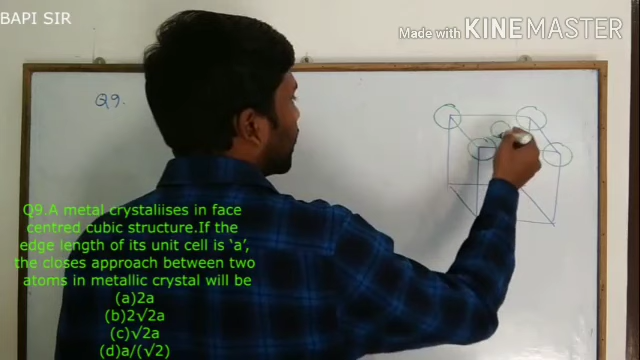 BAPI SIR
Made with KINEMASTER
Q9.
Q9.A metal crystaliises in face
centred cubic structure.If the
edge length of its unit cell is 'a',
the closes approach between two
atoms in metallic crystal will be
(a)2a
(b)2√2a
(c)√2a
(d)a/(√2)